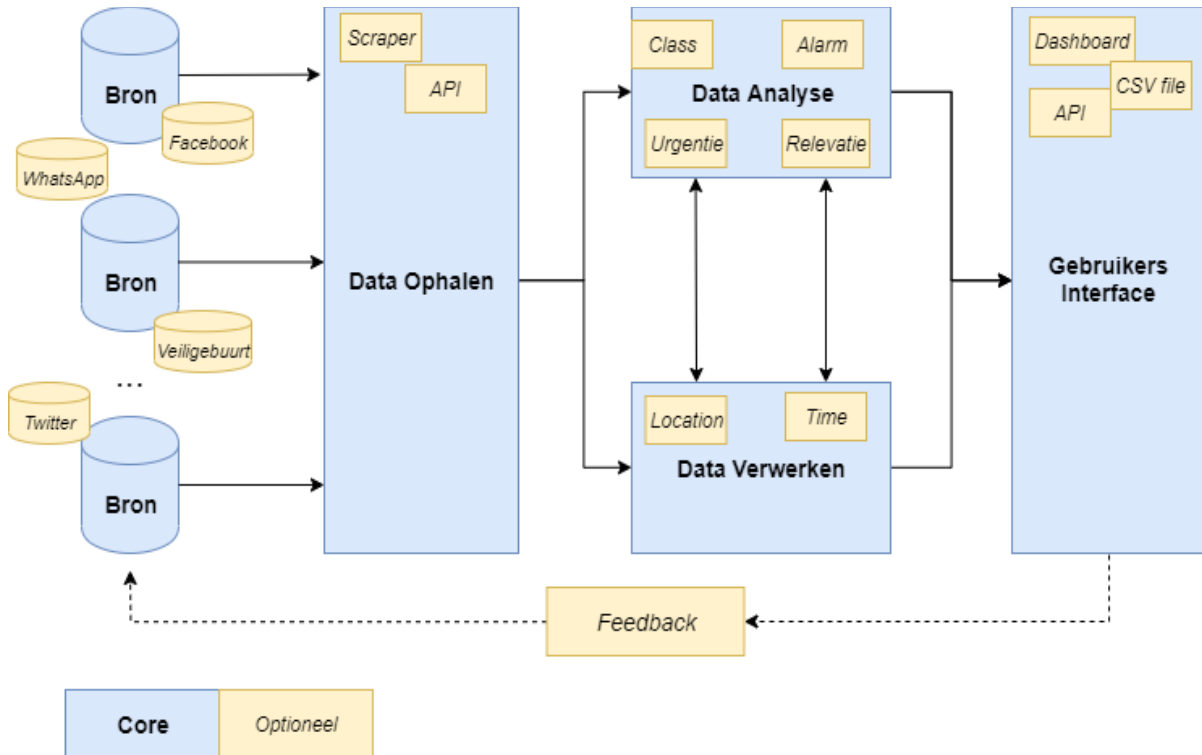 Bron
Facebook
WhatsApp
Bron
Veiligebuurt
...
Twitter
Bron
Scraper
API
Data Ophalen
Class
Alarm
Data Analyse
Urgentie
Relevatie
Location
Time
Data Verwerken
Dashboard
CSV file
API
Gebruikers
Interface
Feedback
Core
Optioneel